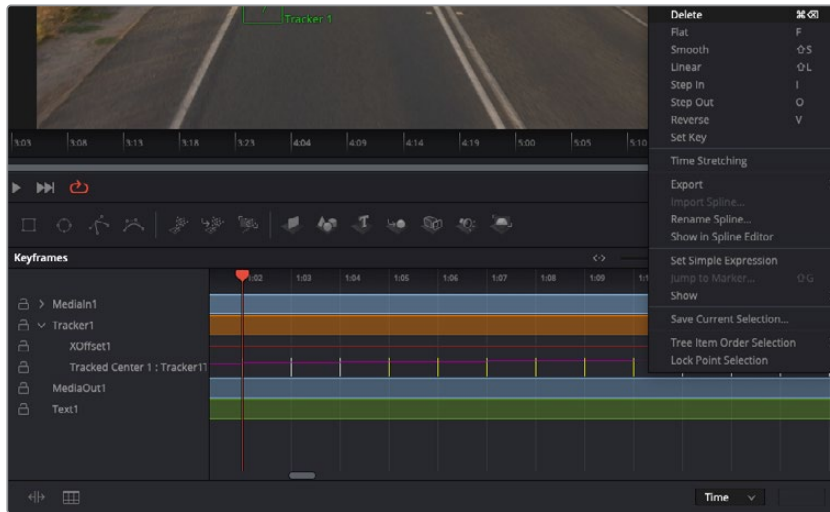 Tracker 1
Delete ⌘⌫
Flat F
Smooth ⇧S
Linear ⇧L
Step In I
Step Out O
Reverse V
Set Key
Time Stretching
Export
Import Spline...
Rename Spline...
Show in Spline Editor
Set Simple Expression
Jump to Marker... ⇧G
Show
Save Current Selection...
Tree Item Order Selection
Lock Point Selection
3:03 3:08 3:13 3:18 3:23 4:04 4:09 4:14 4:19 5:00 5:05 5:10
Keyframes
1:02 1:03 1:04 1:05 1:06 1:07 1:08 1:09
MediaIn1
Tracker1
XOffset1
Tracked Center 1 : Tracker1
MediaOut1
Text1
Time